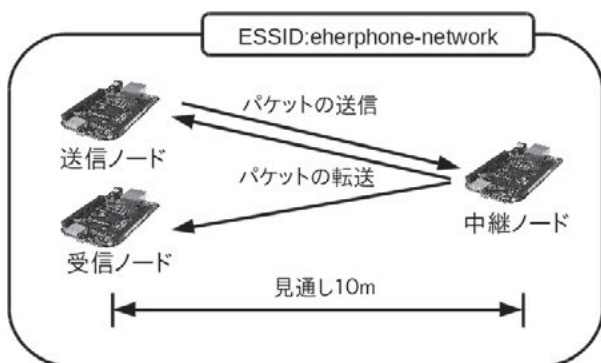 ESSID:eherphone-network
パケットの送信
送信ノード
パケットの転送
中継ノード
受信ノード
見通し10m